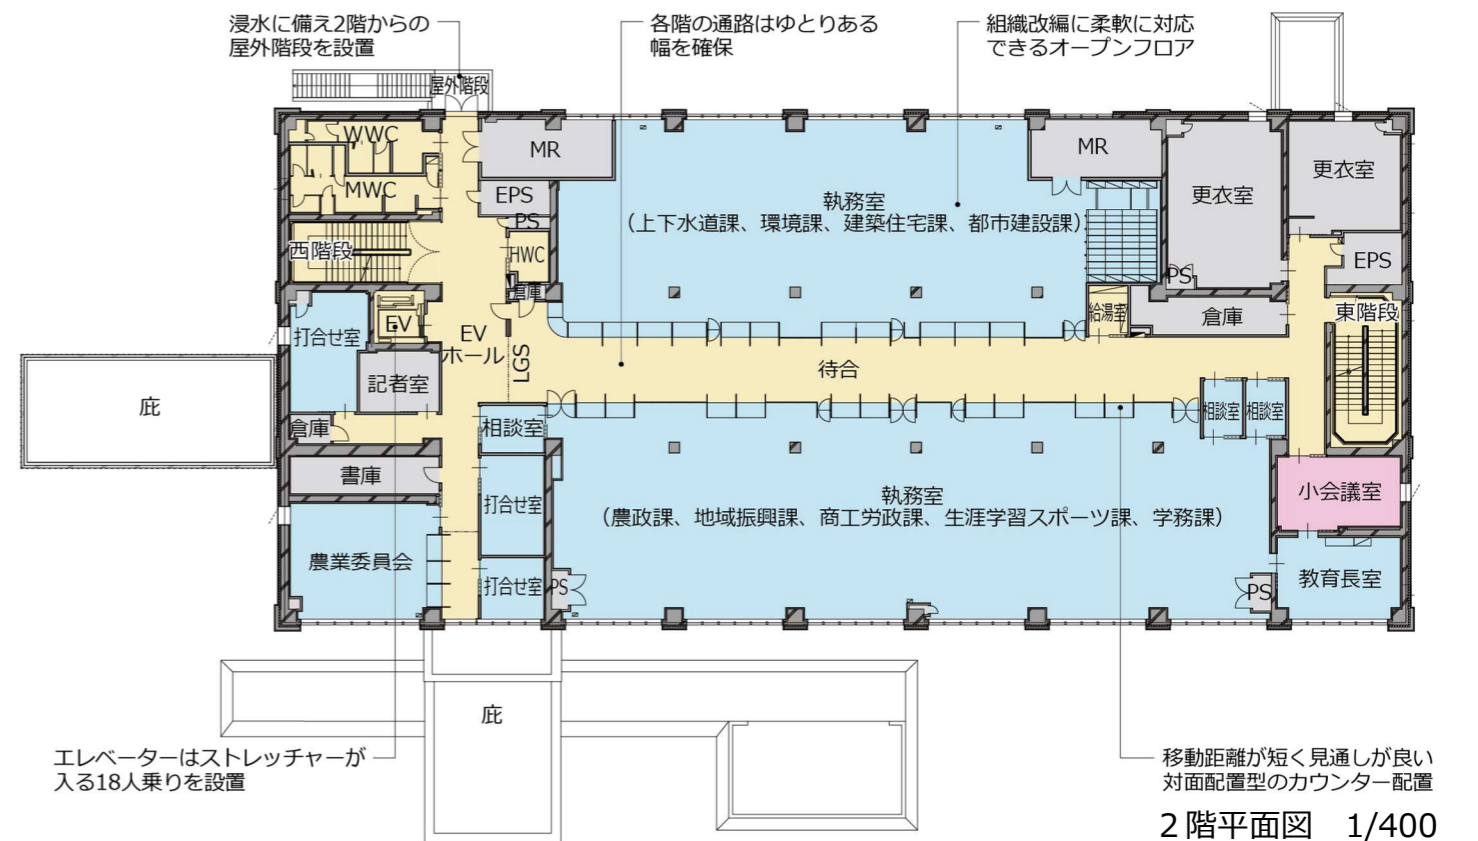 浸水に備え2階からの
屋外階段を設置
各階の通路はゆとりある
幅を確保
組織改編に柔軟に対応
できるオープンフロア
屋外階段
WWC
MWC
MR
EPS
PS
HWC
倉庫
西階段
打合せ室
EV
記者室
EV
ホール
LGS
倉庫
書庫
農業委員会
相談室
打合せ室
打合せ室
PS
執務室
(上下水道課、環境課、建築住宅課、都市建設課)
MR
更衣室
PS
更衣室
EPS
給湯室
倉庫
東階段
待合
相談室
相談室
執務室
(農政課、地域振興課、商工労政課、生涯学習スポーツ課、学務課)
小会議室
教育長室
PS
庇
庇
エレベーターはストレッチャーが
入る18人乗りを設置
移動距離が短く見通しが良い
対面配置型のカウンター配置
2階平面図 1/400